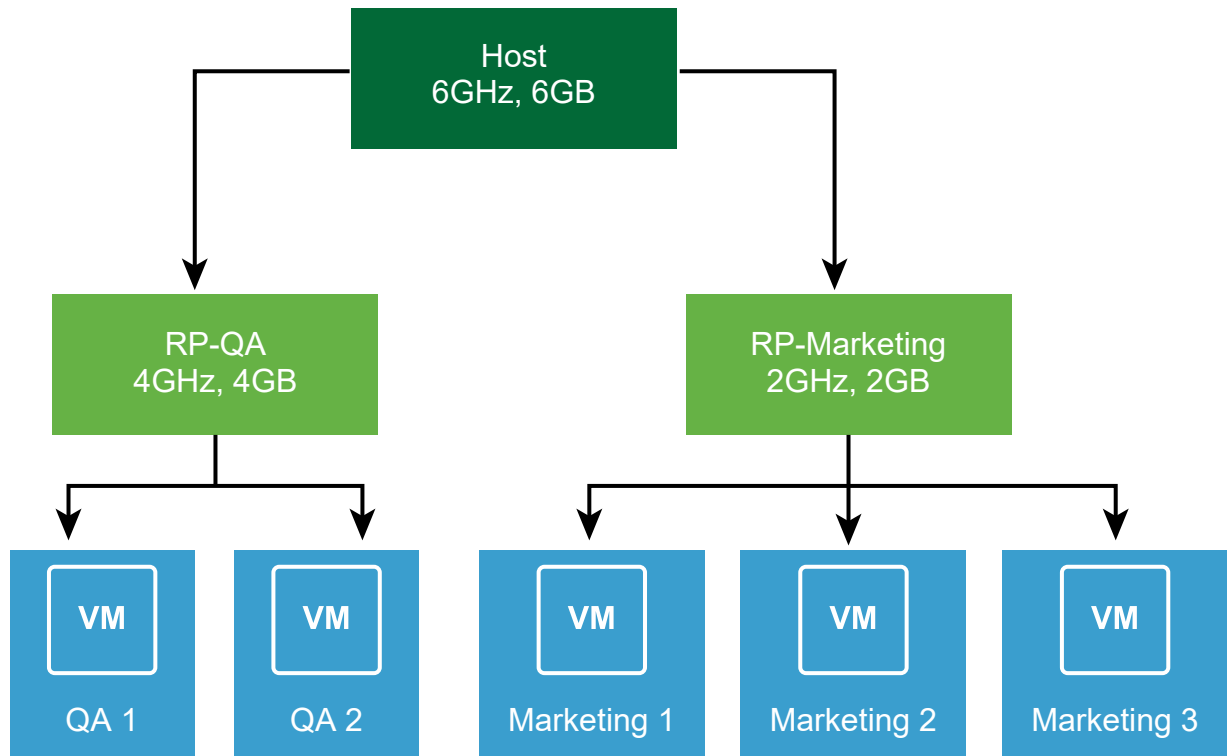 Host
6GHz, 6GB
RP-QA
4GHz, 4GB
RP-Marketing
2GHz, 2GB
VM
VM
VM
VM
VM
QA 1
QA 2
Marketing 1
Marketing 2
Marketing 3